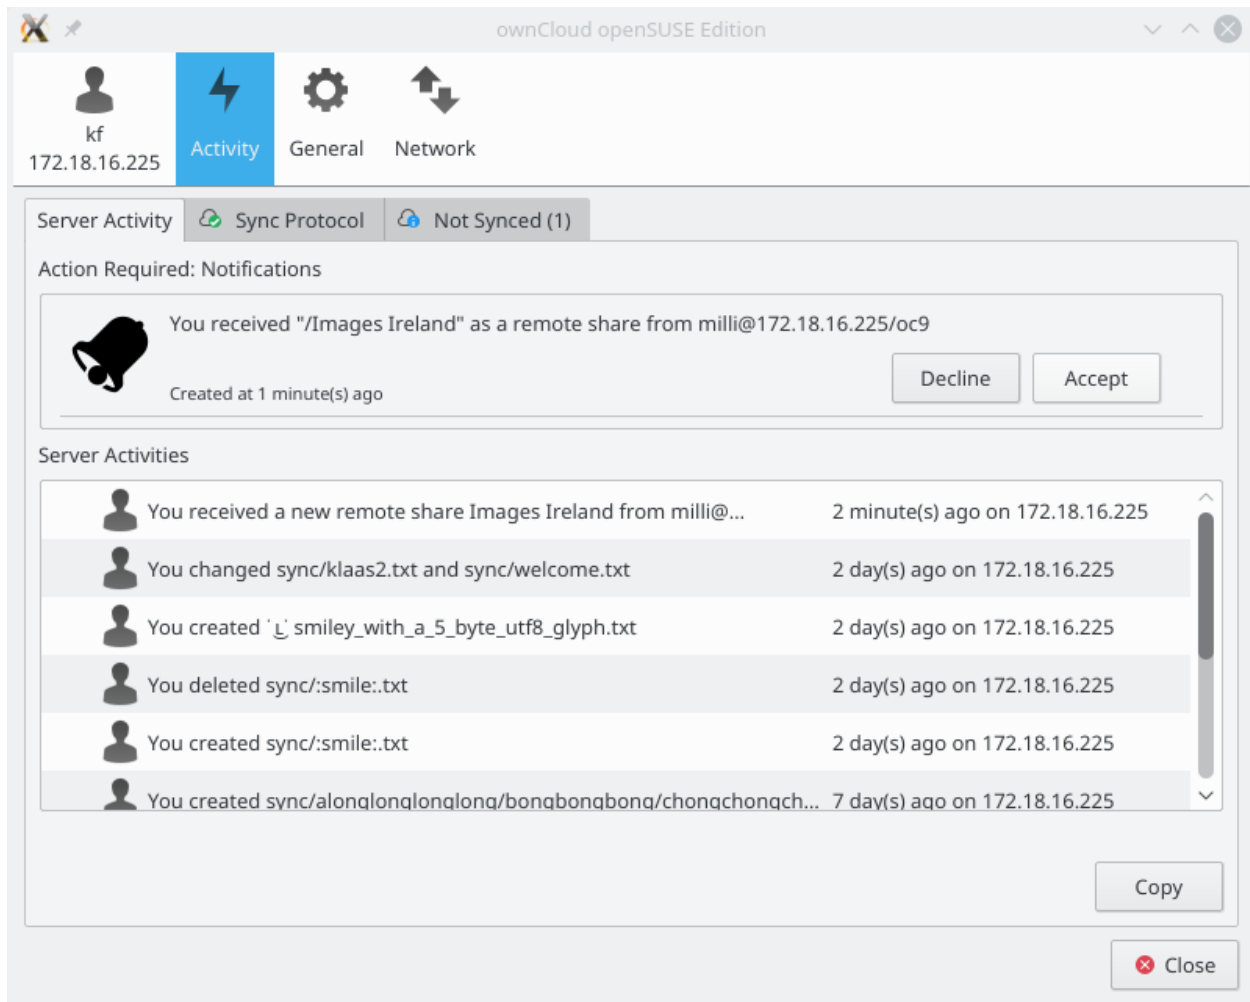 ownCloud openSUSE Edition
kf
172.18.16.225
Activity
General
Network
Server Activity
Sync Protocol
Not Synced (1)
Action Required: Notifications
You received "/Images Ireland" as a remote share from milli@172.18.16.225/oc9
Decline
Accept
Created at 1 minute(s) ago
Server Activities
You received a new remote share Images Ireland from milli@... 2 minute(s) ago on 172.18.16.225
You changed sync/klaas2.txt and sync/welcome.txt 2 day(s) ago on 172.18.16.225
You created smiley_with_a_5_byte_utf8_glyph.txt 2 day(s) ago on 172.18.16.225
You deleted sync/:smile:.txt 2 day(s) ago on 172.18.16.225
You created sync/:smile:.txt 2 day(s) ago on 172.18.16.225
You created sync/alonglonglonglong/bongbongbong/chongchongch... 7 day(s) ago on 172.18.16.225
Copy
Close